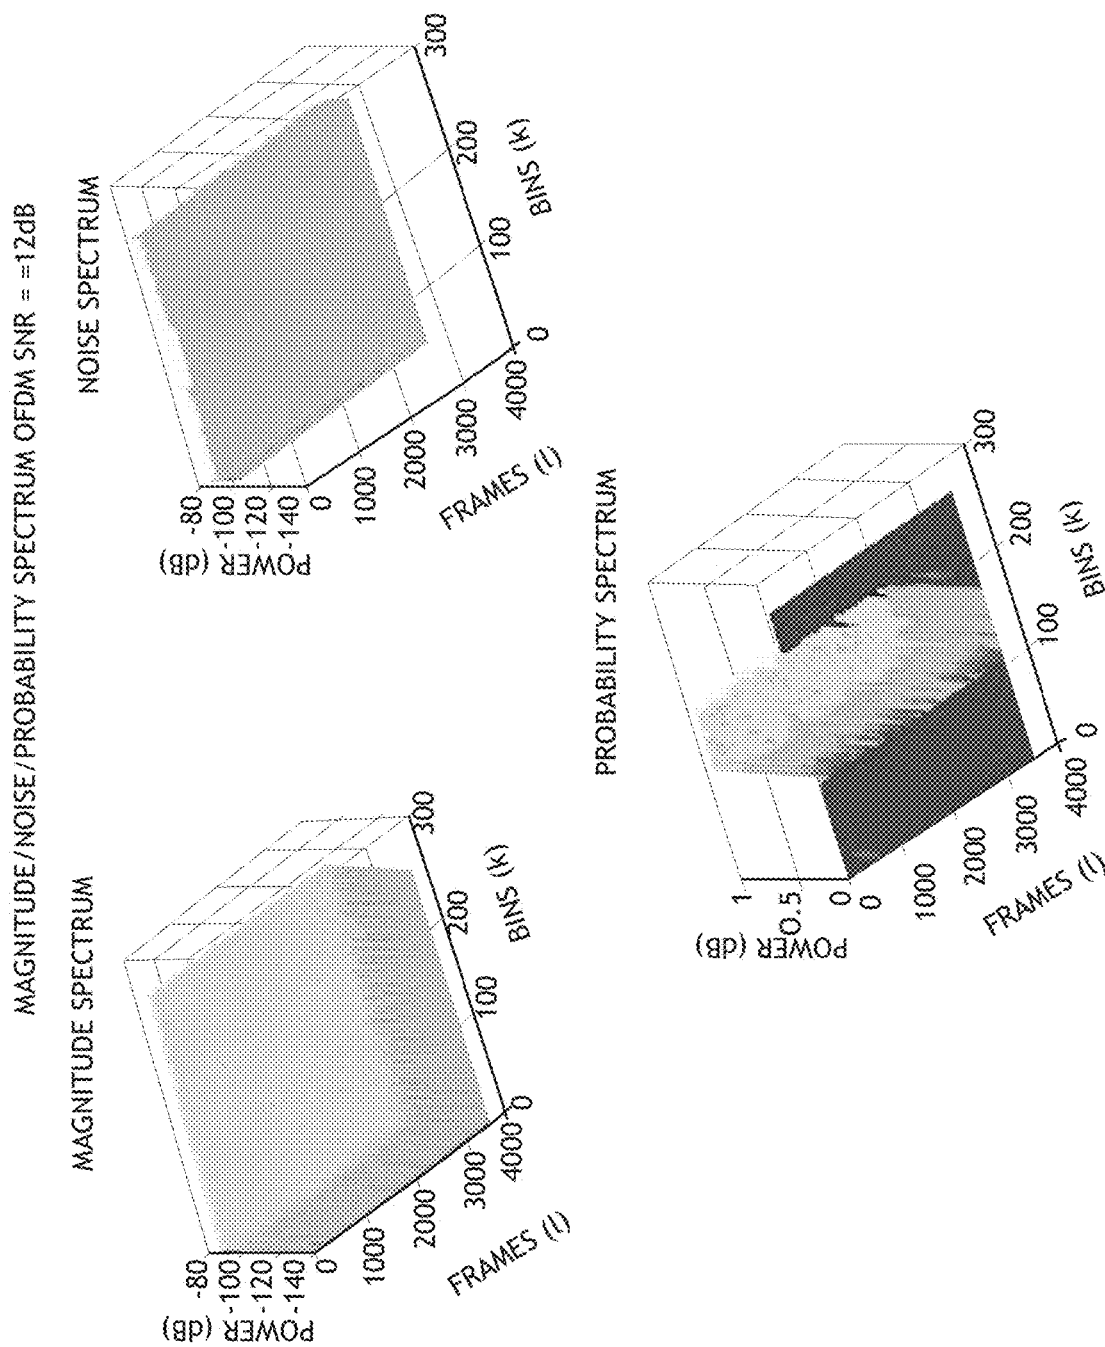 MAGNITUDE/NOISE/PROBABILITY SPECTRUM OFDM SNR = =12dB
MAGNITUDE SPECTRUM
POWER (dB)
-80
-100
-120
-140
0
1000
2000
3000
4000
FRAMES (l)
0
100
200
300
BINS (k)
NOISE SPECTRUM
POWER (dB)
-80
-100
-120
-140
0
1000
2000
3000
4000
FRAMES (l)
0
100
200
300
BINS (k)
PROBABILITY SPECTRUM
POWER (dB)
1
0.5
0
0
1000
2000
3000
4000
FRAMES (l)
0
100
200
300
BINS (k)